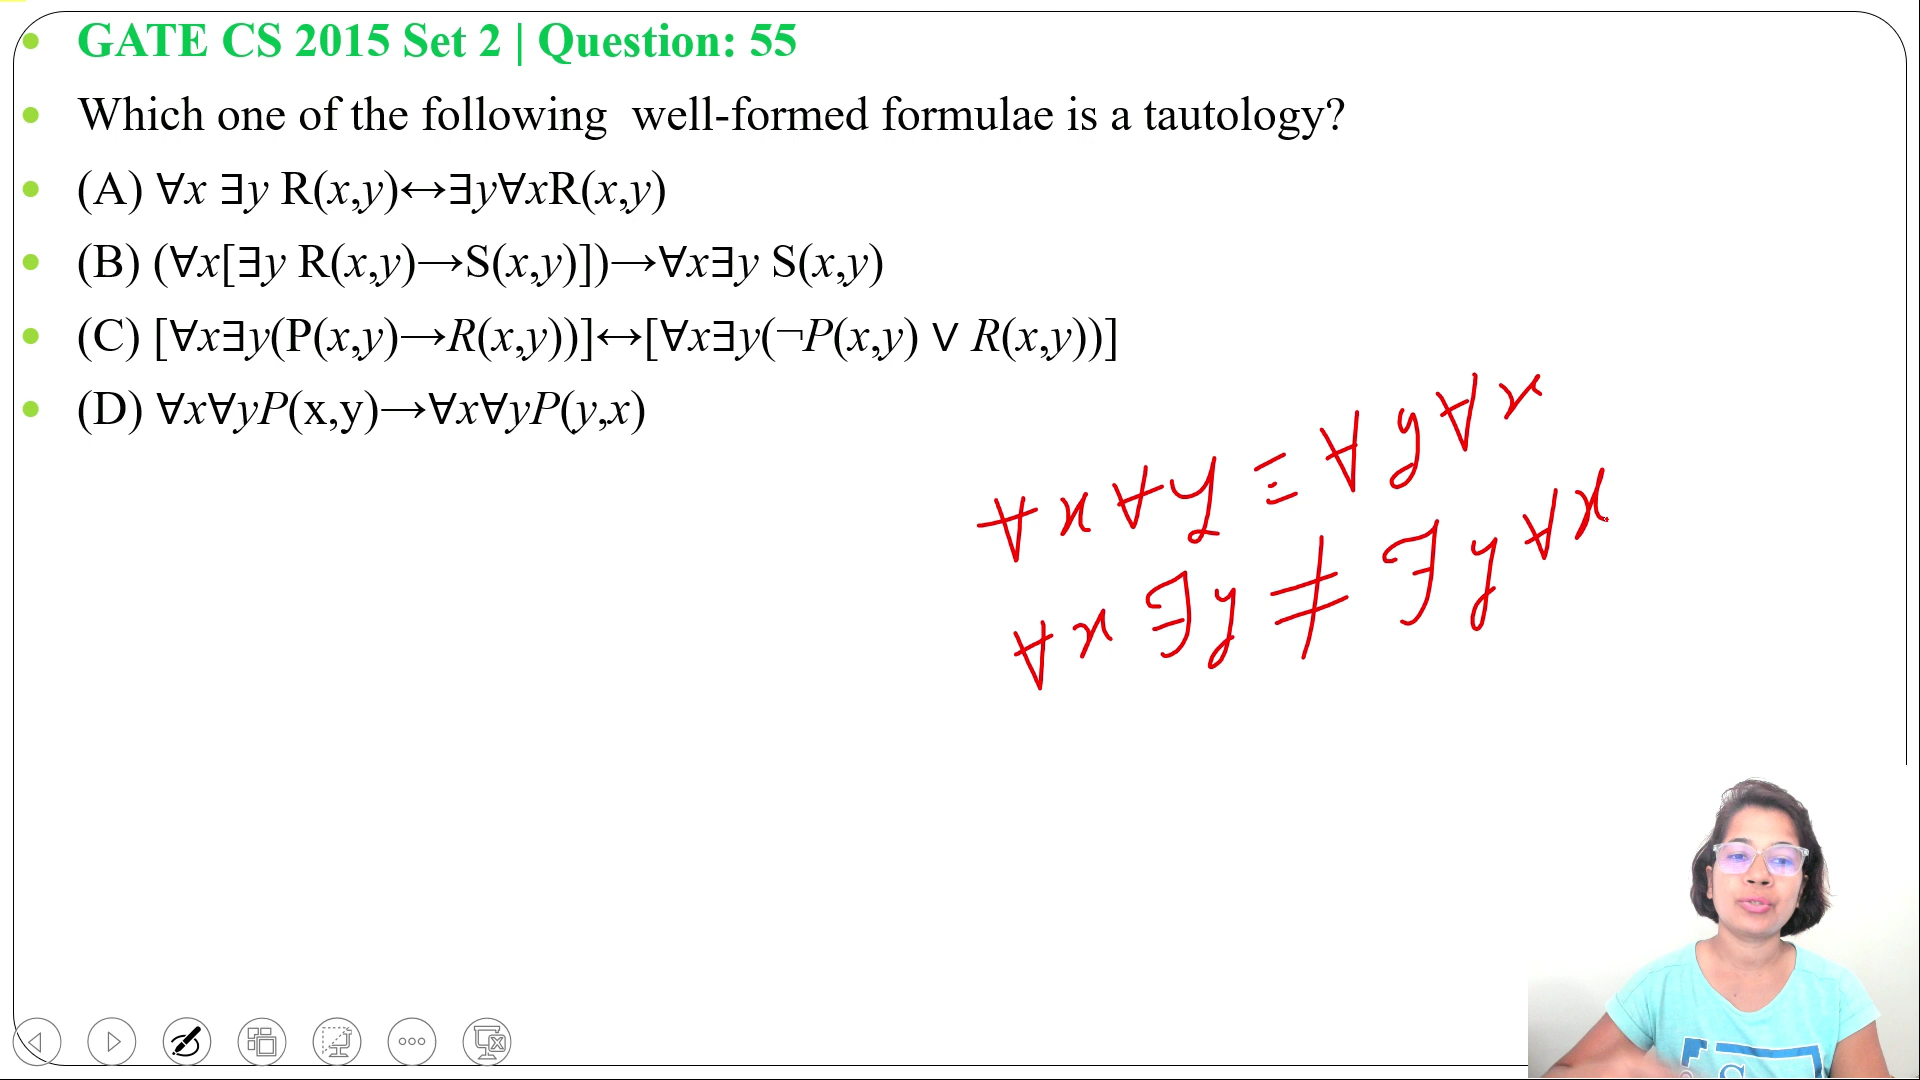 GATE CS 2015 Set 2 | Question: 55
Which one of the following well-formed formulae is a tautology?
(A) ∀x ∃y R(x,y)↔∃y∀xR(x,y)
(B) (∀x[∃y R(x,y)→S(x,y)])→∀x∃y S(x,y)
(C) [∀x∃y(P(x,y)→R(x,y))]↔[∀x∃y(¬P(x,y) ∨ R(x,y))]
(D) ∀x∀yP(x,y)→∀x∀yP(y,x)
∀x∀y ≡ ∀y∀x
∀x∃y ≠ ∃y∀x